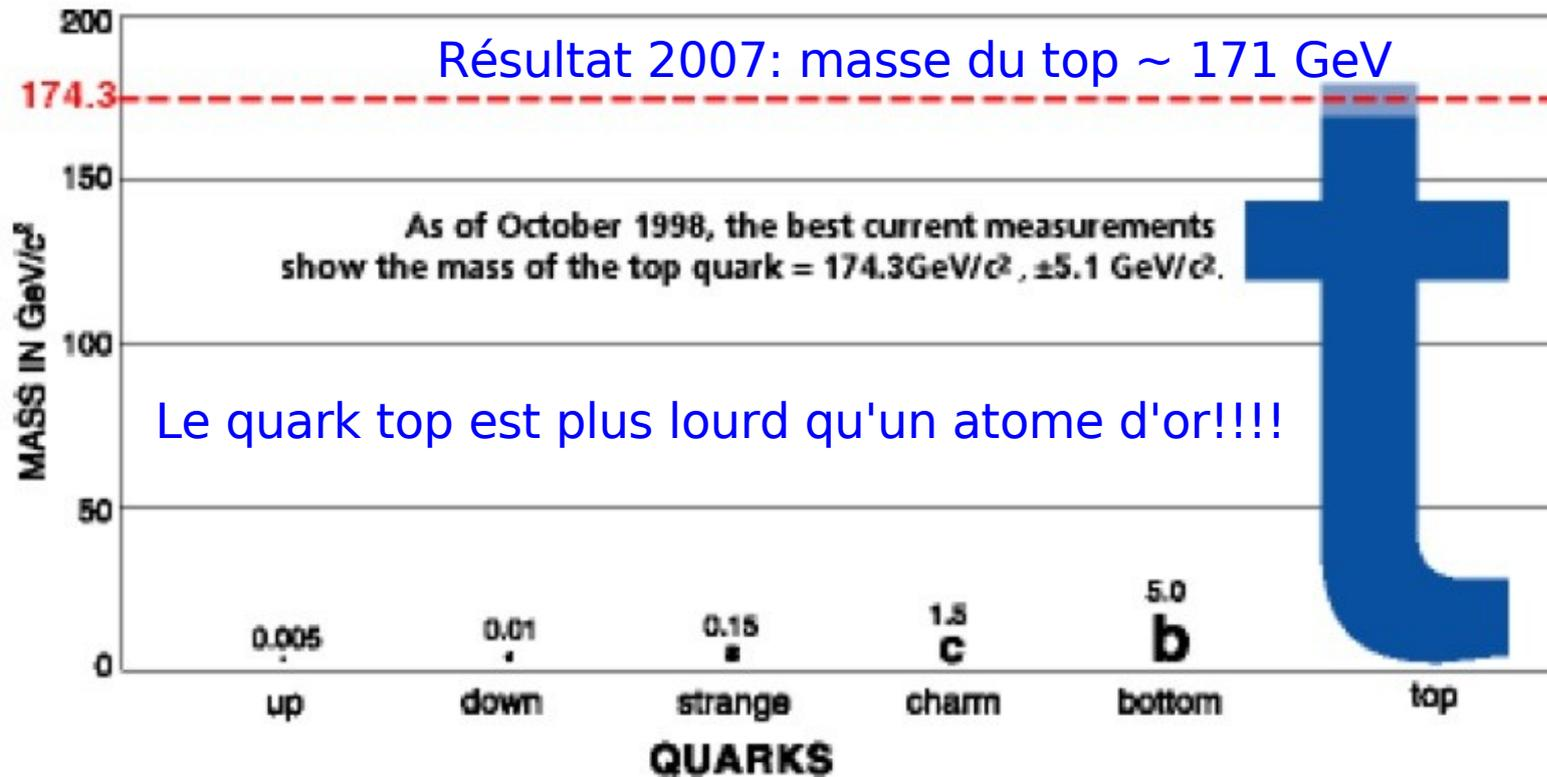 200
Résultat 2007: masse du top ~ 171 GeV
174.3
150
As of October 1998, the best current measurements
show the mass of the top quark = 174.3GeV/c², ±5.1 GeV/c².
MASS IN GeV/c²
100
Le quark top est plus lourd qu'un atome d'or!!!!
50
0
0.005
0.01
0.15
1.5
5.0
s
c
b
t
up
down
strange
charm
bottom
top
QUARKS